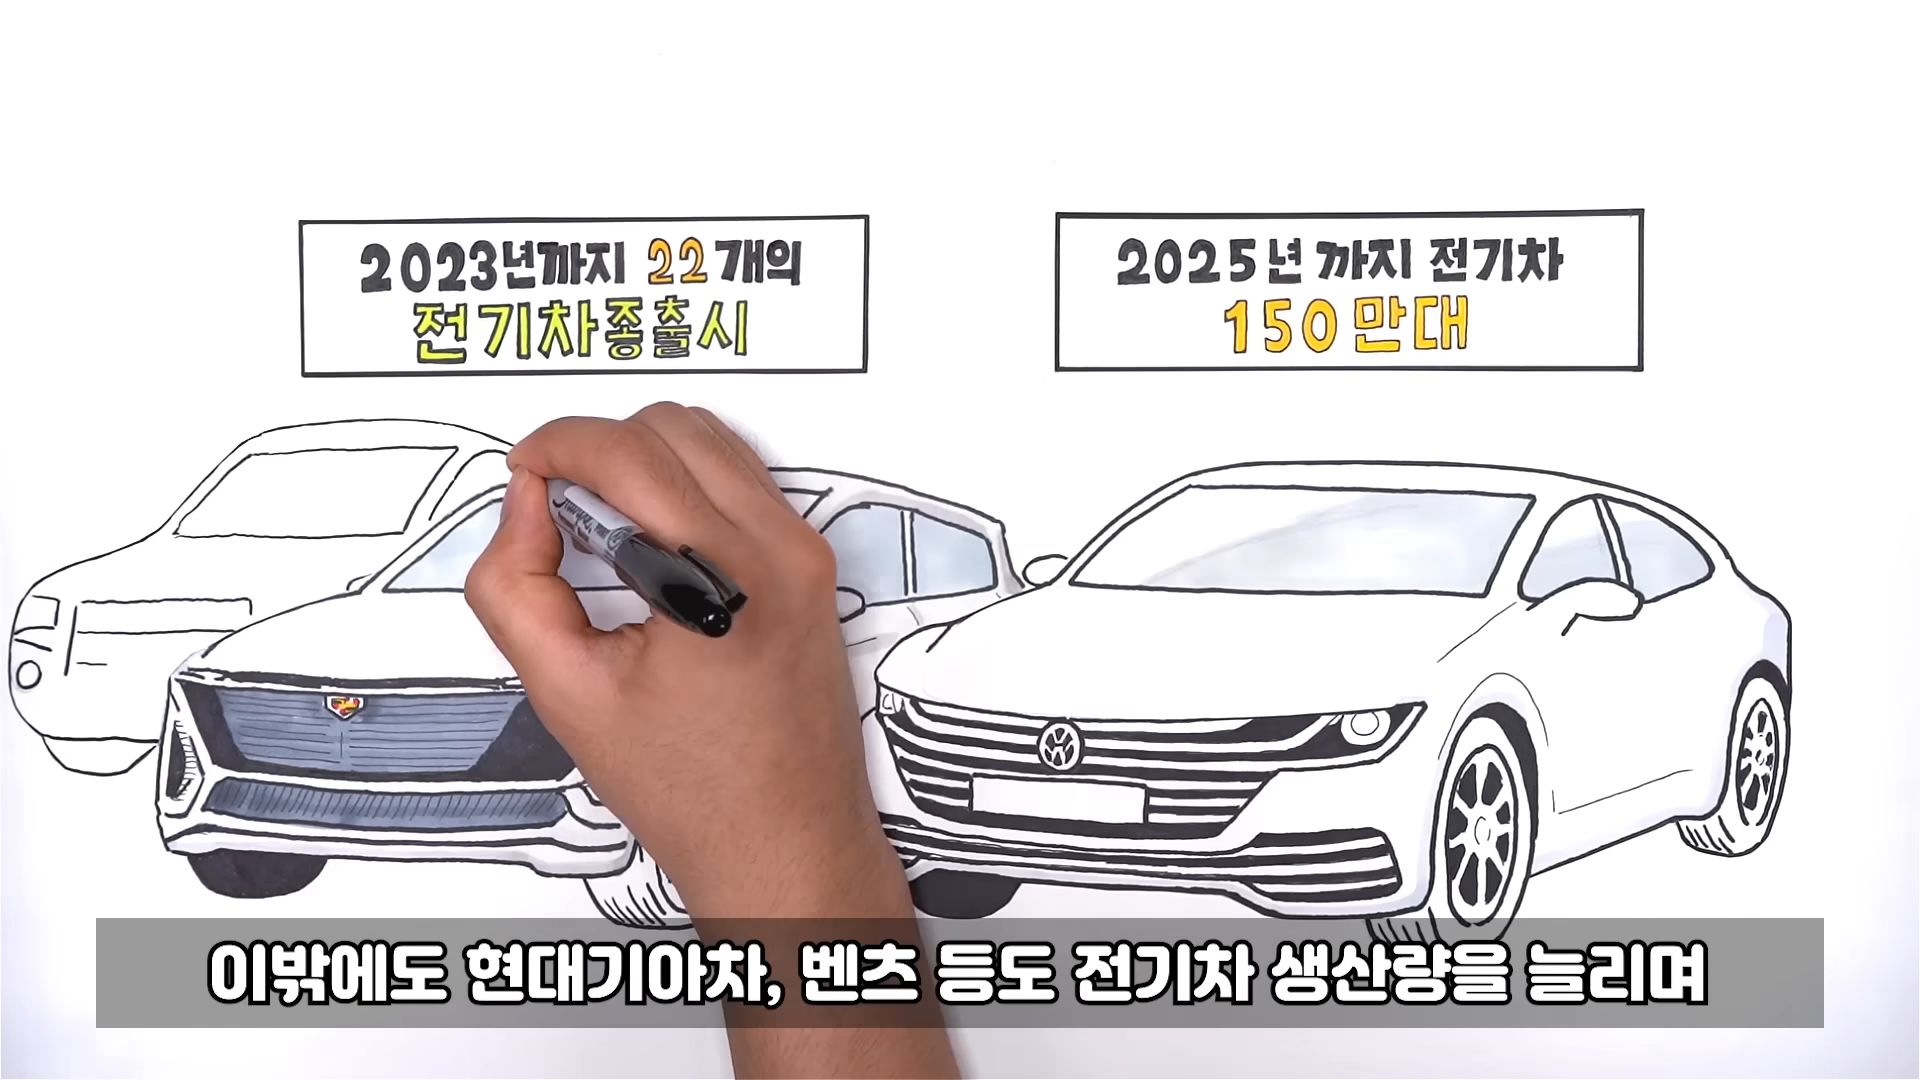 2023년까지 22개의
전기차종출시
2025년 까지 전기차
150만대
이밖에도 현대기아차, 벤츠 등도 전기차 생산량을 늘리며